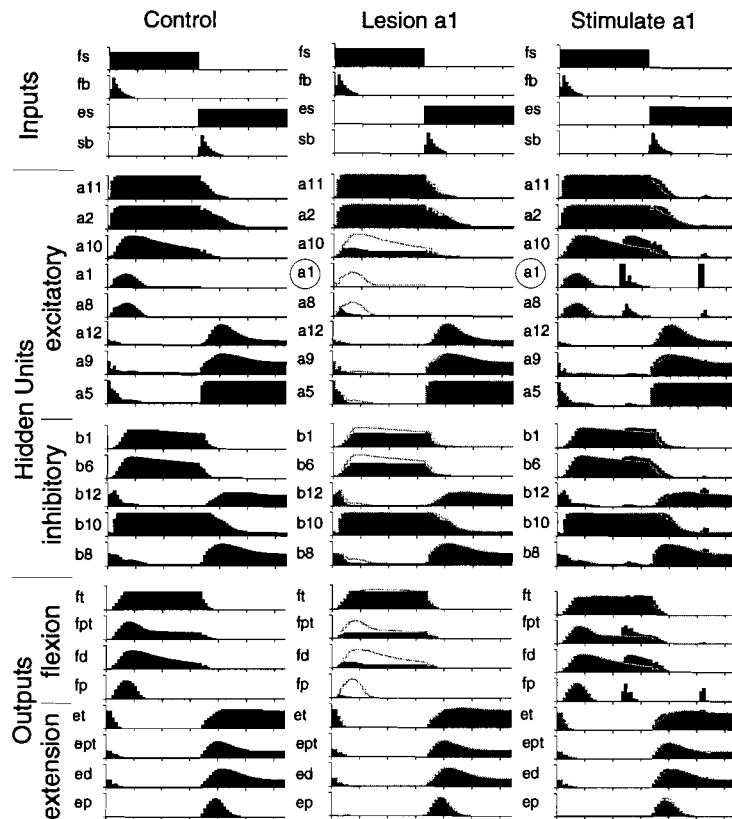 Control Lesion a1 Stimulate a1
Inputs
fs fs fs
fb fb fb
es es es
sb sb sb
Hidden Units
excitatory
a11 a11 a11
a2 a2 a2
a10 a10 a10
a1 a1 a1
a8 a8 a8
a12 a12 a12
a9 a9 a9
a5 a5 a5
inhibitory
b1 b1 b1
b6 b6 b6
b12 b12 b12
b10 b10 b10
b8 b8 b8
Outputs
flexion
ft ft ft
fpt fpt fpt
fd fd fd
fp fp fp
extension
et et et
ept ept ept
ed ed ed
ep ep ep